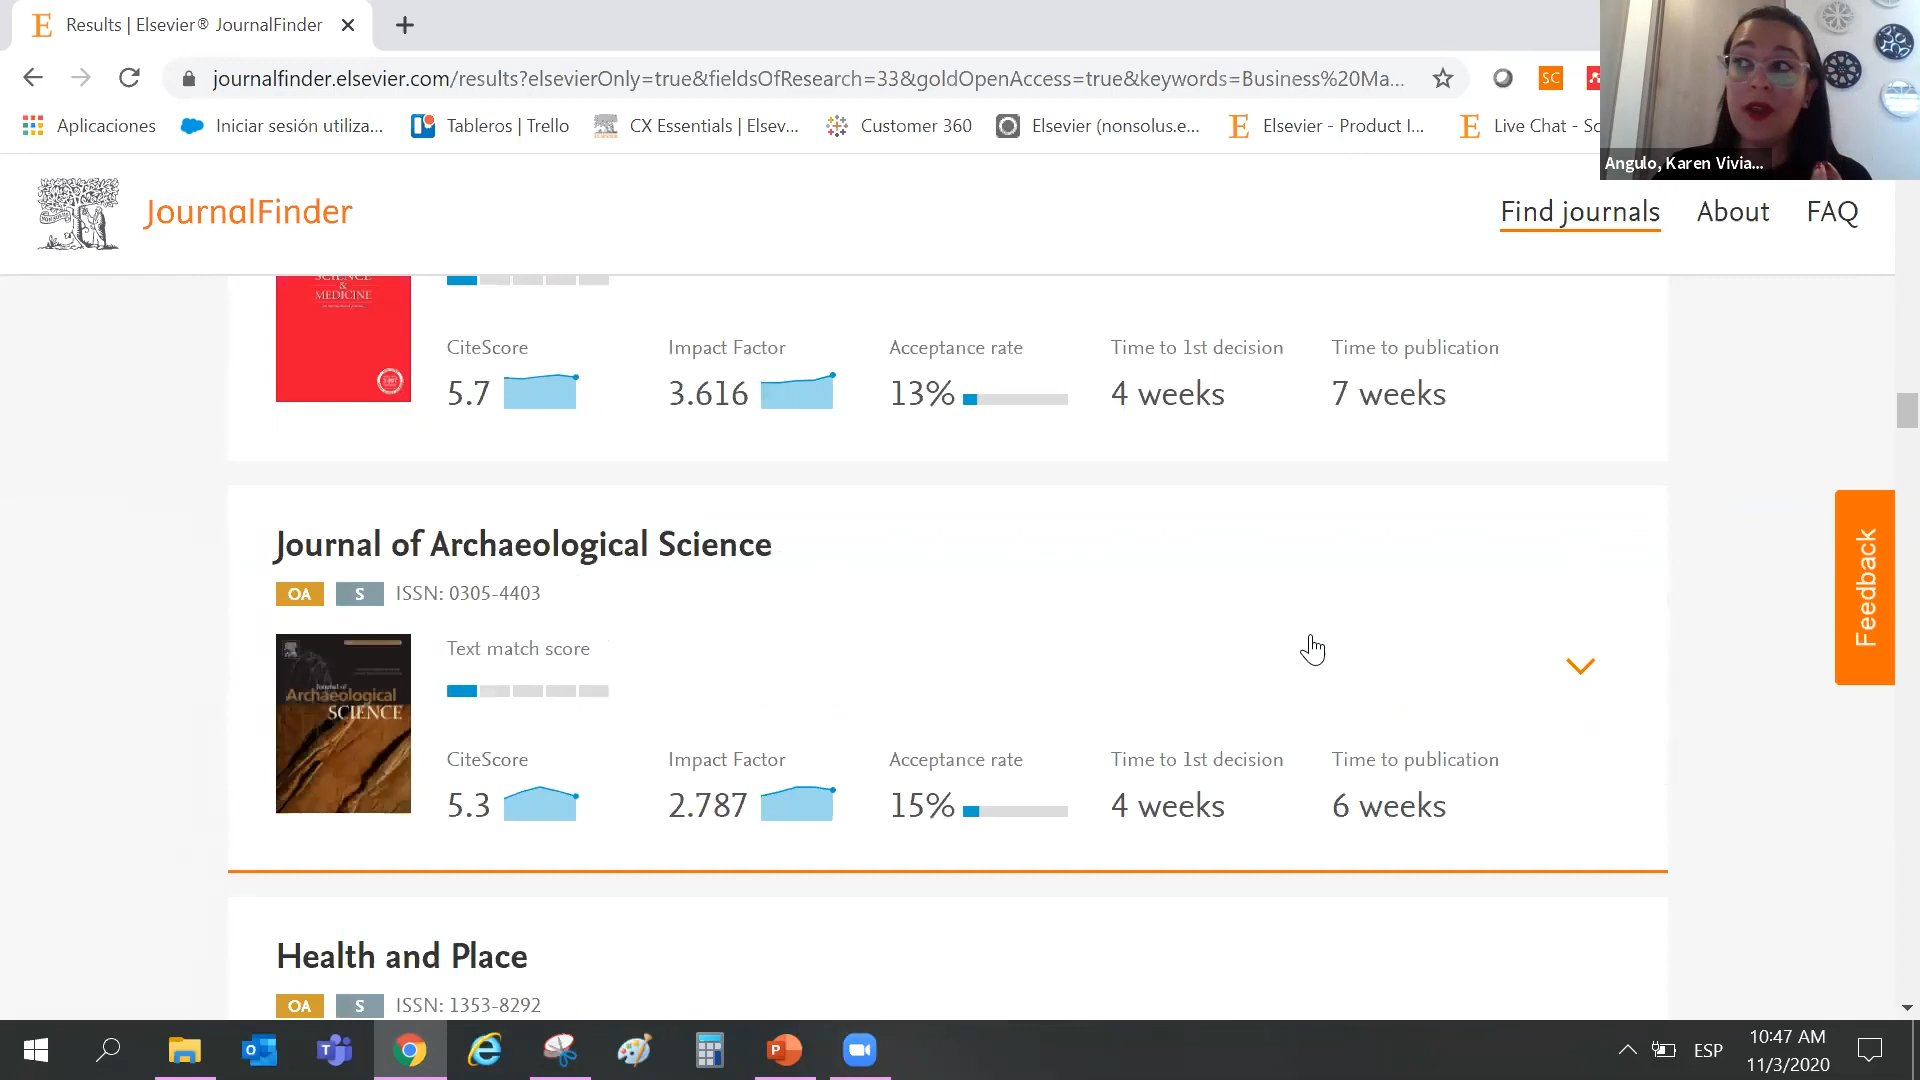 Results | Elsevier® JournalFinder
journalfinder.elsevier.com/results?elsevierOnly=true&fieldsOfResearch=33&goldOpenAccess=true&keywords=Business%20Ma...
SC
Aplicaciones
Iniciar sesión utiliza...
Tableros | Trello
CX Essentials | Elsev...
Customer 360
Elsevier (nonsolus.e...
Elsevier - Product I...
Live Chat - Sc
Angulo, Karen Vivia...
JournalFinder
Find journals
About
FAQ
SCIENCE
&
MEDICINE
CiteScore
Impact Factor
Acceptance rate
Time to 1st decision
Time to publication
5.7
3.616
13%
4 weeks
7 weeks
Journal of Archaeological Science
OA
S
ISSN: 0305-4403
Journal of
Archaeological
SCIENCE
Text match score
CiteScore
Impact Factor
Acceptance rate
Time to 1st decision
Time to publication
5.3
2.787
15%
4 weeks
6 weeks
Feedback
Health and Place
OA
S
ISSN: 1353-8292
ESP
10:47 AM
11/3/2020